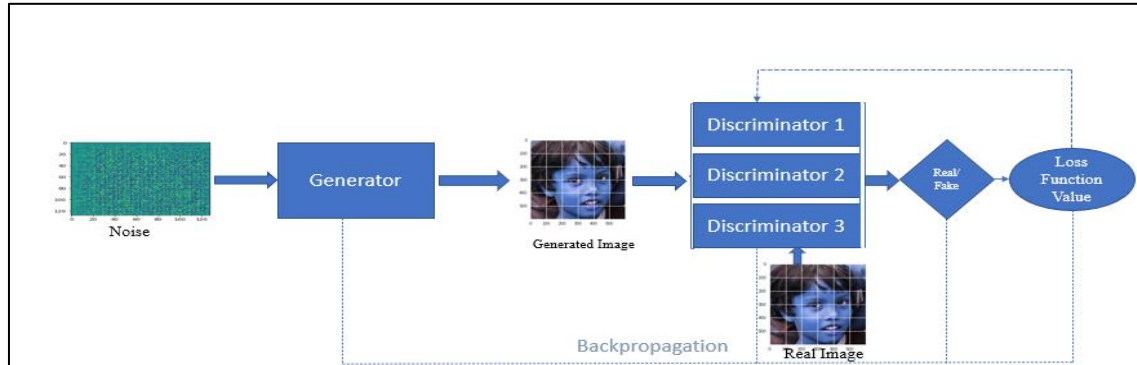 Noise
Generator
Generated Image
Discriminator 1
Discriminator 2
Discriminator 3
Real/
Fake
Loss
Function
Value
Real Image
Backpropagation